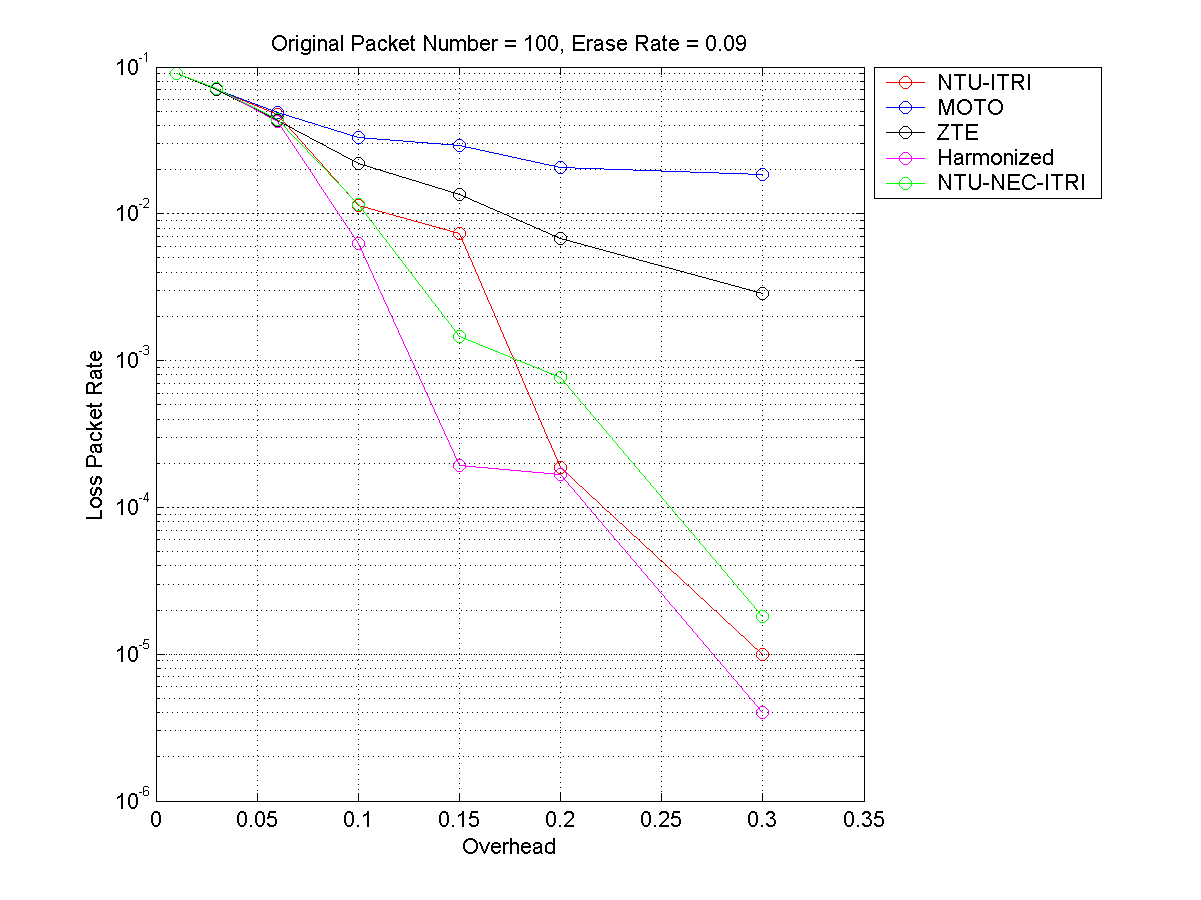 Original Packet Number = 100, Erase Rate = 0.09
10^-1
10^-2
10^-3
10^-4
10^-5
10^-6
Loss Packet Rate
0 0.05 0.1 0.15 0.2 0.25 0.3 0.35
Overhead
NTU-ITRI
MOTO
ZTE
Harmonized
NTU-NEC-ITRI